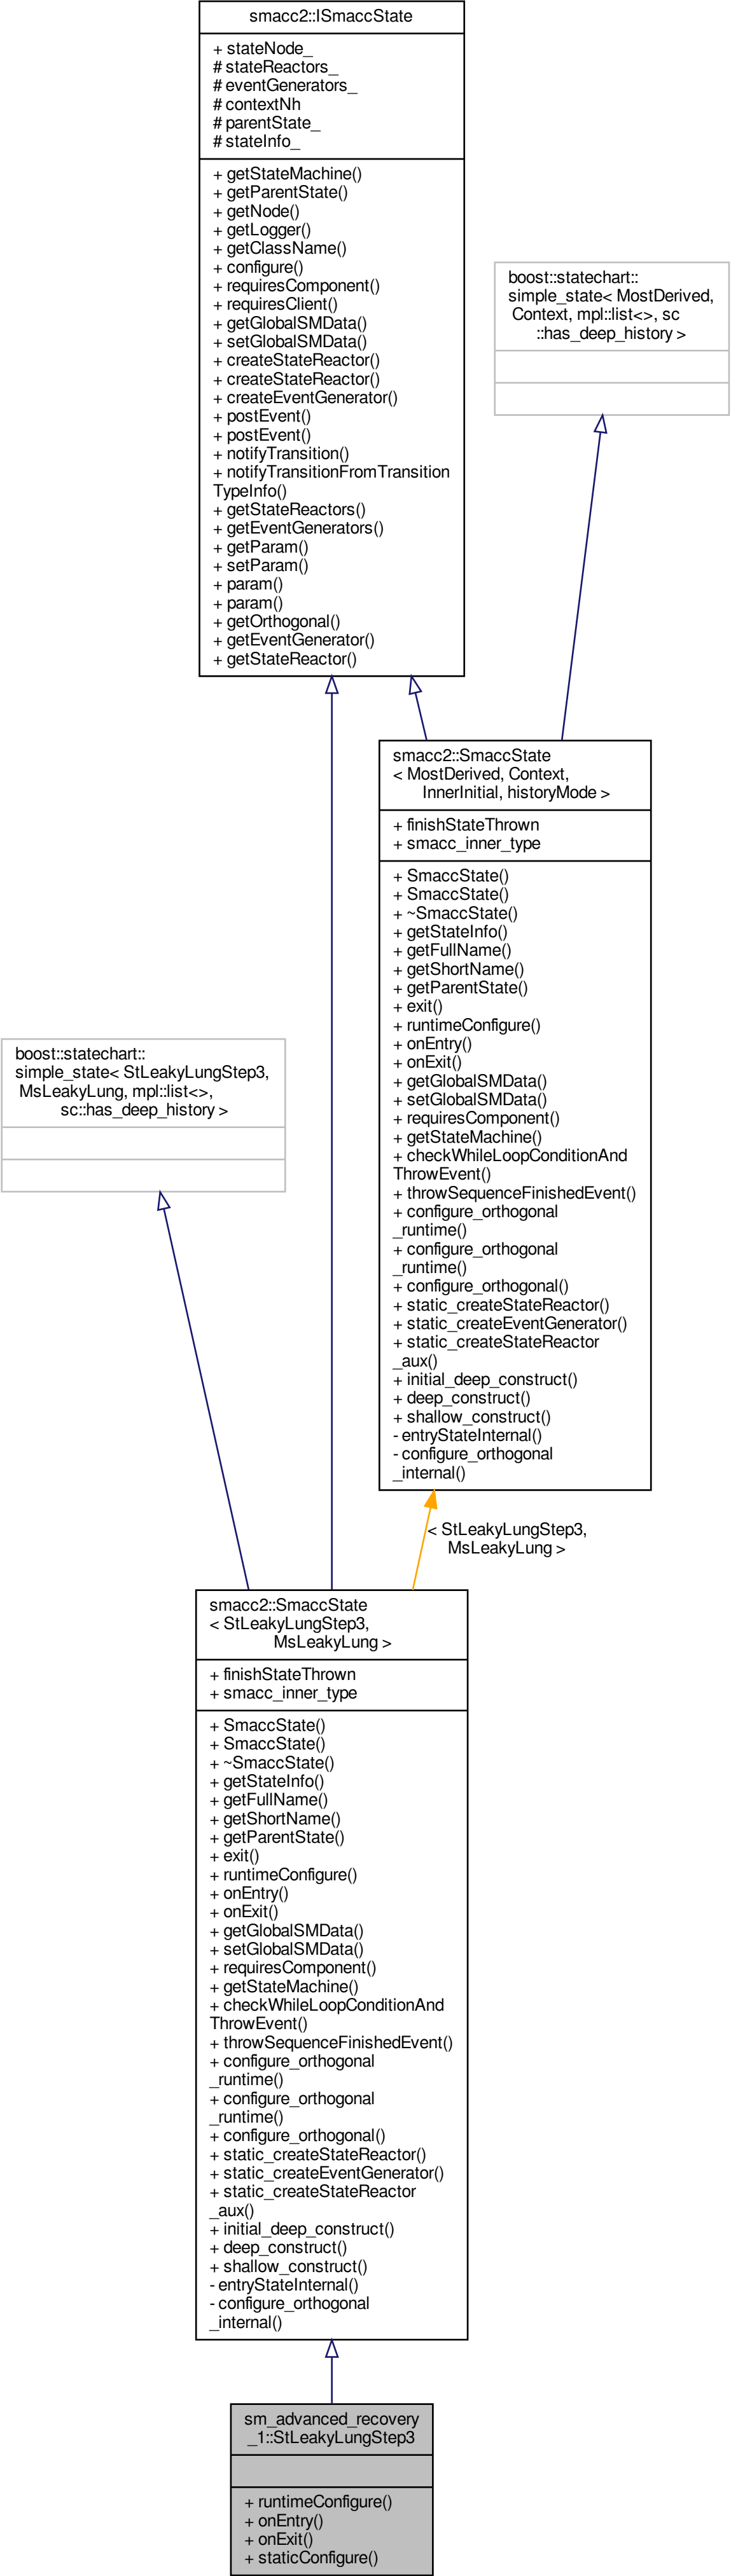 smacc2::ISmaccState
+ stateNode_
# stateReactors_
# eventGenerators_
# contextNh
# parentState_
# stateInfo_
+ getStateMachine()
+ getParentState()
+ getNode()
+ getLogger()
+ getClassName()
+ configure()
+ requiresComponent()
+ requiresClient()
+ getGlobalSMData()
+ setGlobalSMData()
+ createStateReactor()
+ createStateReactor()
+ createEventGenerator()
+ postEvent()
+ postEvent()
+ notifyTransition()
+ notifyTransitionFromTransition
TypeInfo()
+ getStateReactors()
+ getEventGenerators()
+ getParam()
+ setParam()
+ param()
+ param()
+ getOrthogonal()
+ getEventGenerator()
+ getStateReactor()
boost::statechart::
simple_state< MostDerived,
Context, mpl::list<>, sc
::has_deep_history >
smacc2::SmaccState
< MostDerived, Context,
InnerInitial, historyMode >
+ finishStateThrown
+ smacc_inner_type
+ SmaccState()
+ SmaccState()
+ ~SmaccState()
+ getStateInfo()
+ getFullName()
+ getShortName()
+ getParentState()
+ exit()
+ runtimeConfigure()
+ onEntry()
+ onExit()
+ getGlobalSMData()
+ setGlobalSMData()
+ requiresComponent()
+ getStateMachine()
+ checkWhileLoopConditionAnd
ThrowEvent()
+ throwSequenceFinishedEvent()
+ configure_orthogonal
_runtime()
+ configure_orthogonal
_runtime()
+ configure_orthogonal()
+ static_createStateReactor()
+ static_createEventGenerator()
+ static_createStateReactor
_aux()
+ initial_deep_construct()
+ deep_construct()
+ shallow_construct()
- entryStateInternal()
- configure_orthogonal
_internal()
boost::statechart::
simple_state< StLeakyLungStep3,
MsLeakyLung, mpl::list<>,
sc::has_deep_history >
< StLeakyLungStep3,
MsLeakyLung >
smacc2::SmaccState
< StLeakyLungStep3,
MsLeakyLung >
+ finishStateThrown
+ smacc_inner_type
+ SmaccState()
+ SmaccState()
+ ~SmaccState()
+ getStateInfo()
+ getFullName()
+ getShortName()
+ getParentState()
+ exit()
+ runtimeConfigure()
+ onEntry()
+ onExit()
+ getGlobalSMData()
+ setGlobalSMData()
+ requiresComponent()
+ getStateMachine()
+ checkWhileLoopConditionAnd
ThrowEvent()
+ throwSequenceFinishedEvent()
+ configure_orthogonal
_runtime()
+ configure_orthogonal
_runtime()
+ configure_orthogonal()
+ static_createStateReactor()
+ static_createEventGenerator()
+ static_createStateReactor
_aux()
+ initial_deep_construct()
+ deep_construct()
+ shallow_construct()
- entryStateInternal()
- configure_orthogonal
_internal()
sm_advanced_recovery
_1::StLeakyLungStep3
+ runtimeConfigure()
+ onEntry()
+ onExit()
+ staticConfigure()